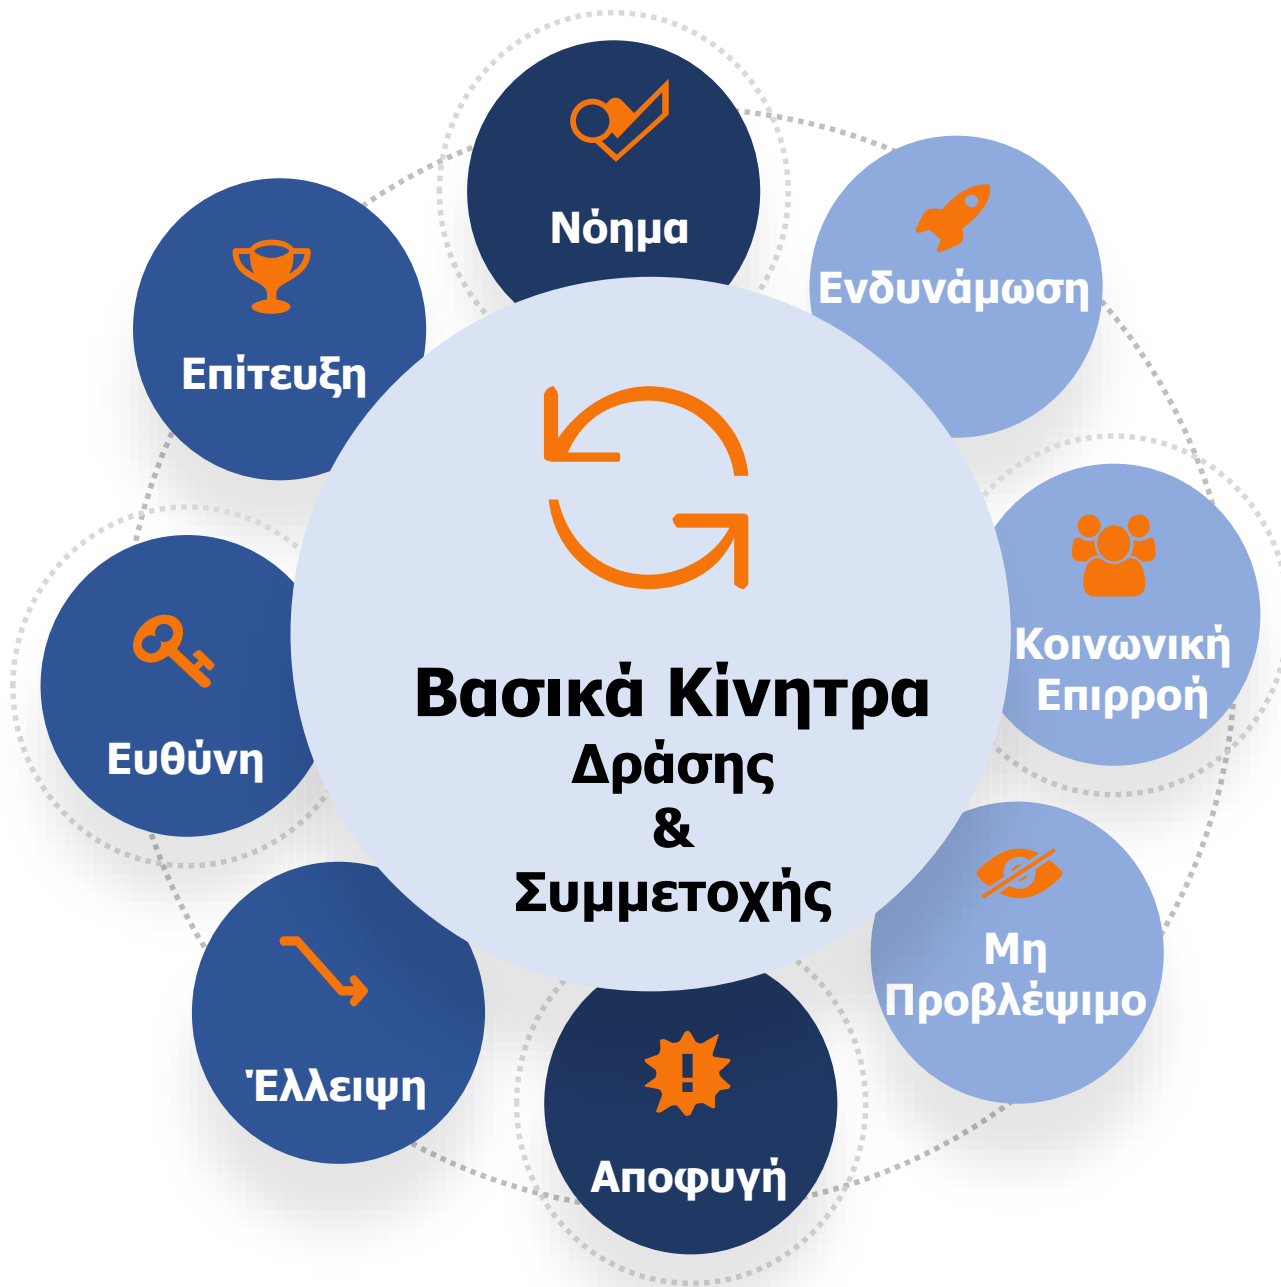 Νόημα
Ενδυνάμωση
Κοινωνική
Επιρροή
Μη
Προβλέψιμο
Αποφυγή
Έλλειψη
Ευθύνη
Επίτευξη
Βασικά Κίνητρα
Δράσης
&
Συμμετοχής